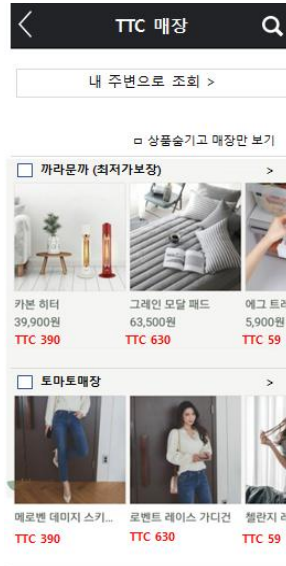 TTC 매장
내 주변으로 조회 >
상품숨기고 매장만 보기
까라문까 (최저가보장) >
카본 히터 그레인 모달 패드 에그 트레
39,900원 63,500원 5,900원
TTC 390 TTC 630 TTC 59
토마토매장 >
메로벤 데미지 스키... 로벤트 레이스 가디건 첼란지 레
TTC 390 TTC 630 TTC 59